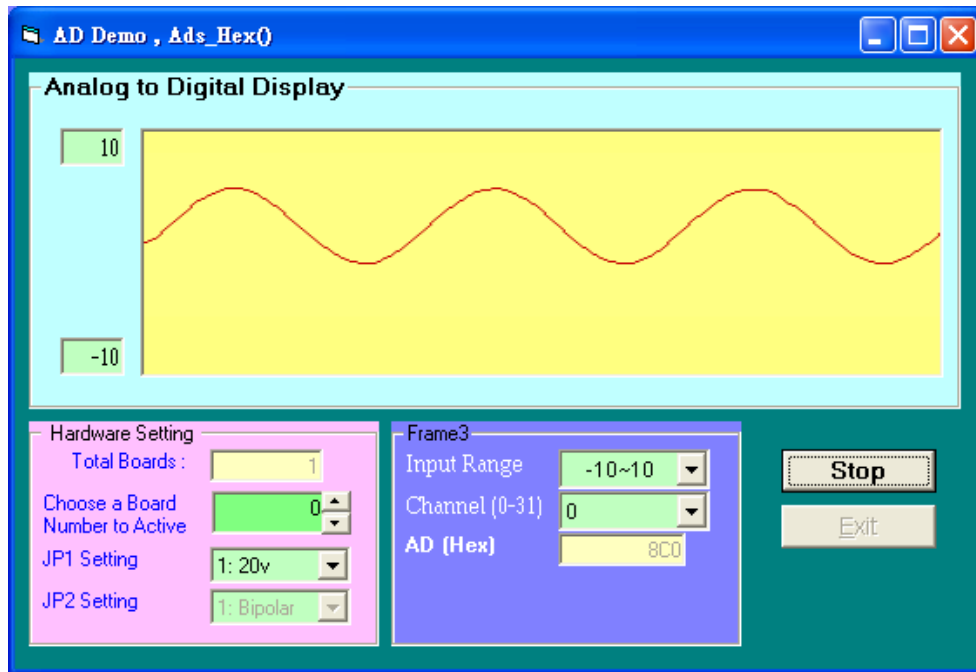 AD Demo , Ads_Hex()
Analog to Digital Display
10
-10
Hardware Setting
Total Boards :
1
Choose a Board
Number to Active
0
JP1 Setting
1: 20v
JP2 Setting
1: Bipolar
Frame3
Input Range
-10~10
Channel (0-31)
0
AD (Hex)
8C0
Stop
Exit